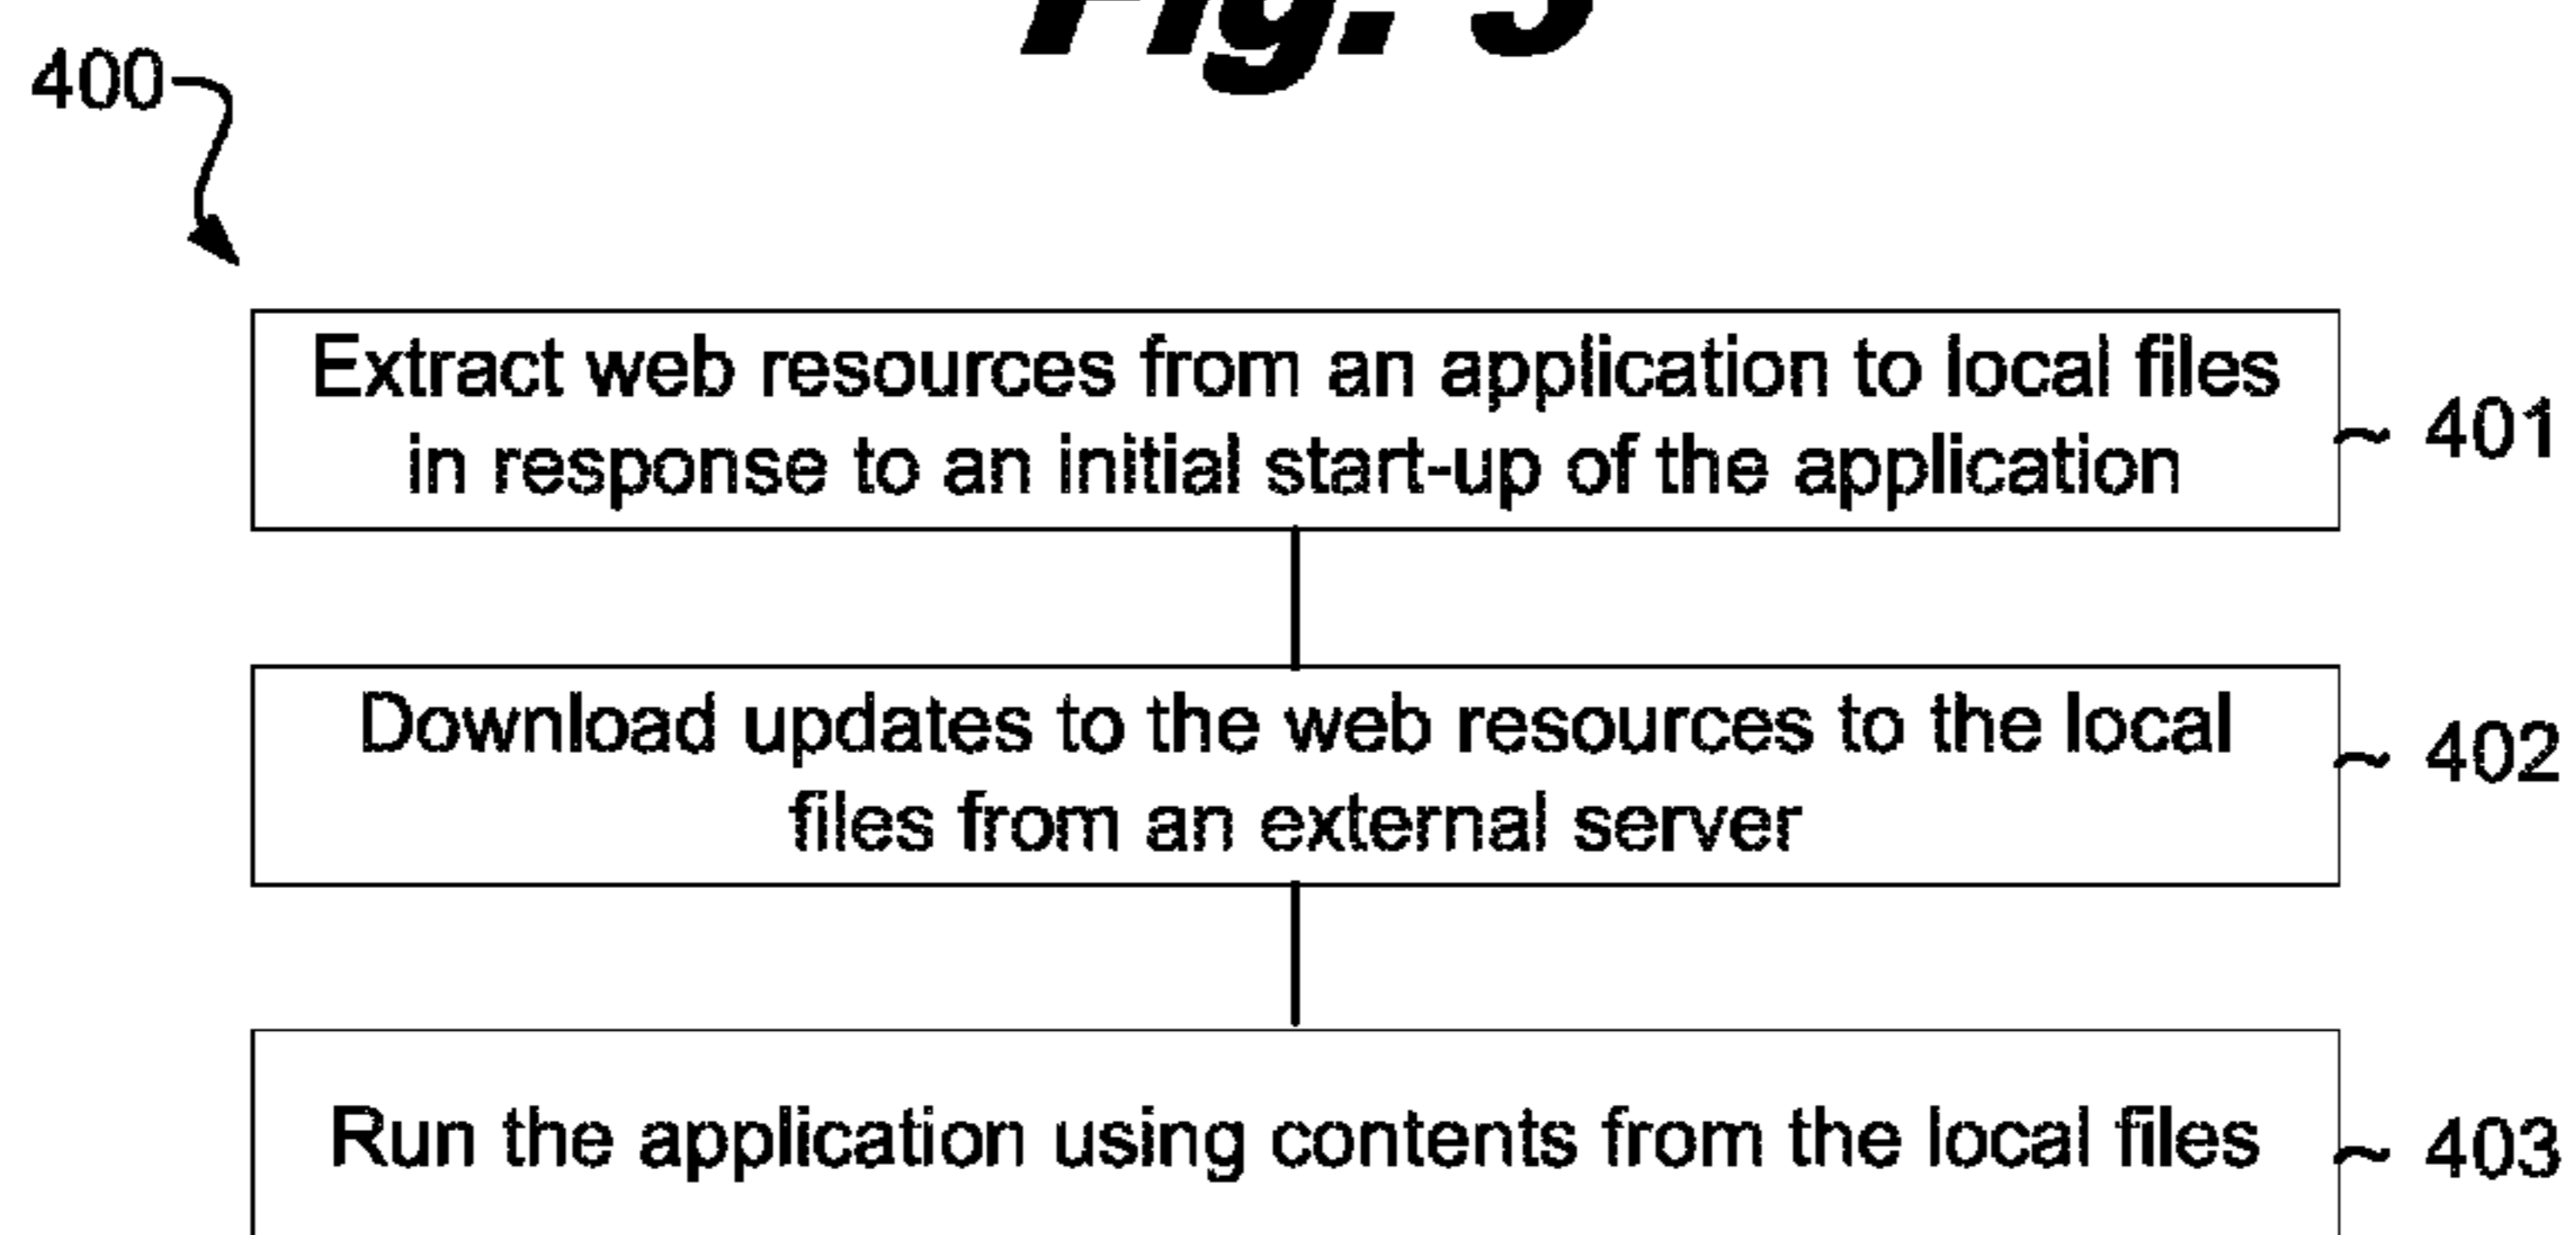 Fig. 3
400
Extract web resources from an application to local files
in response to an initial start-up of the application
~ 401
Download updates to the web resources to the local
files from an external server
~ 402
Run the application using contents from the local files
~ 403